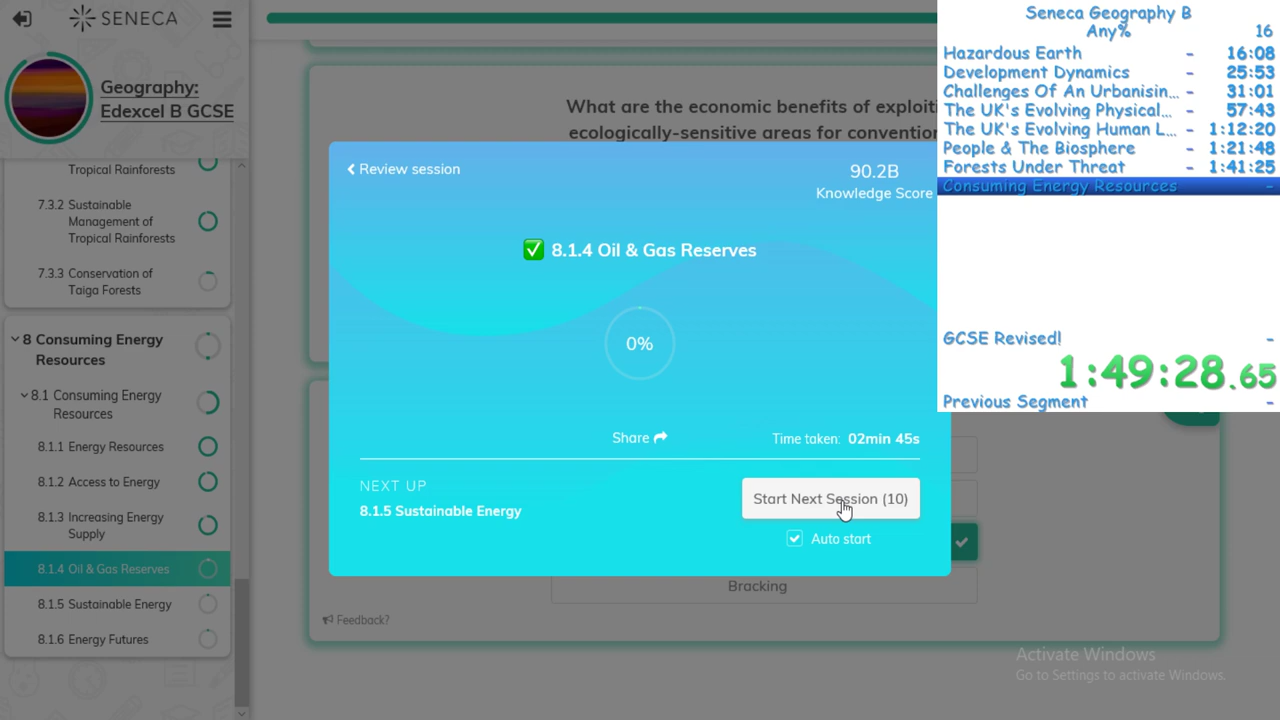 SENECA
Geography:
Edexcel B GCSE
Tropical Rainforests
7.3.2 Sustainable
Management of
Tropical Rainforests
7.3.3 Conservation of
Taiga Forests
8 Consuming Energy
Resources
8.1 Consuming Energy
Resources
8.1.1 Energy Resources
8.1.2 Access to Energy
8.1.3 Increasing Energy
Supply
8.1.4 Oil & Gas Reserves
8.1.5 Sustainable Energy
8.1.6 Energy Futures
What are the economic benefits of exploiti
ecologically-sensitive areas for convention
Review session
90.2B
Knowledge Score
8.1.4 Oil & Gas Reserves
0%
Share
Time taken: 02min 45s
NEXT UP
8.1.5 Sustainable Energy
Start Next Session (10)
Auto start
Bracking
Feedback?
Seneca Geography B
Any% 16
Hazardous Earth - 16:08
Development Dynamics - 25:53
Challenges Of An Urbanisin... - 31:01
The UK's Evolving Physical... - 57:43
The UK's Evolving Human L... - 1:12:20
People & The Biosphere - 1:21:48
Forests Under Threat - 1:41:25
Consuming Energy Resources -
GCSE Revised! -
1:49:28.65
Previous Segment -
Activate Windows
Go to Settings to activate Windows.